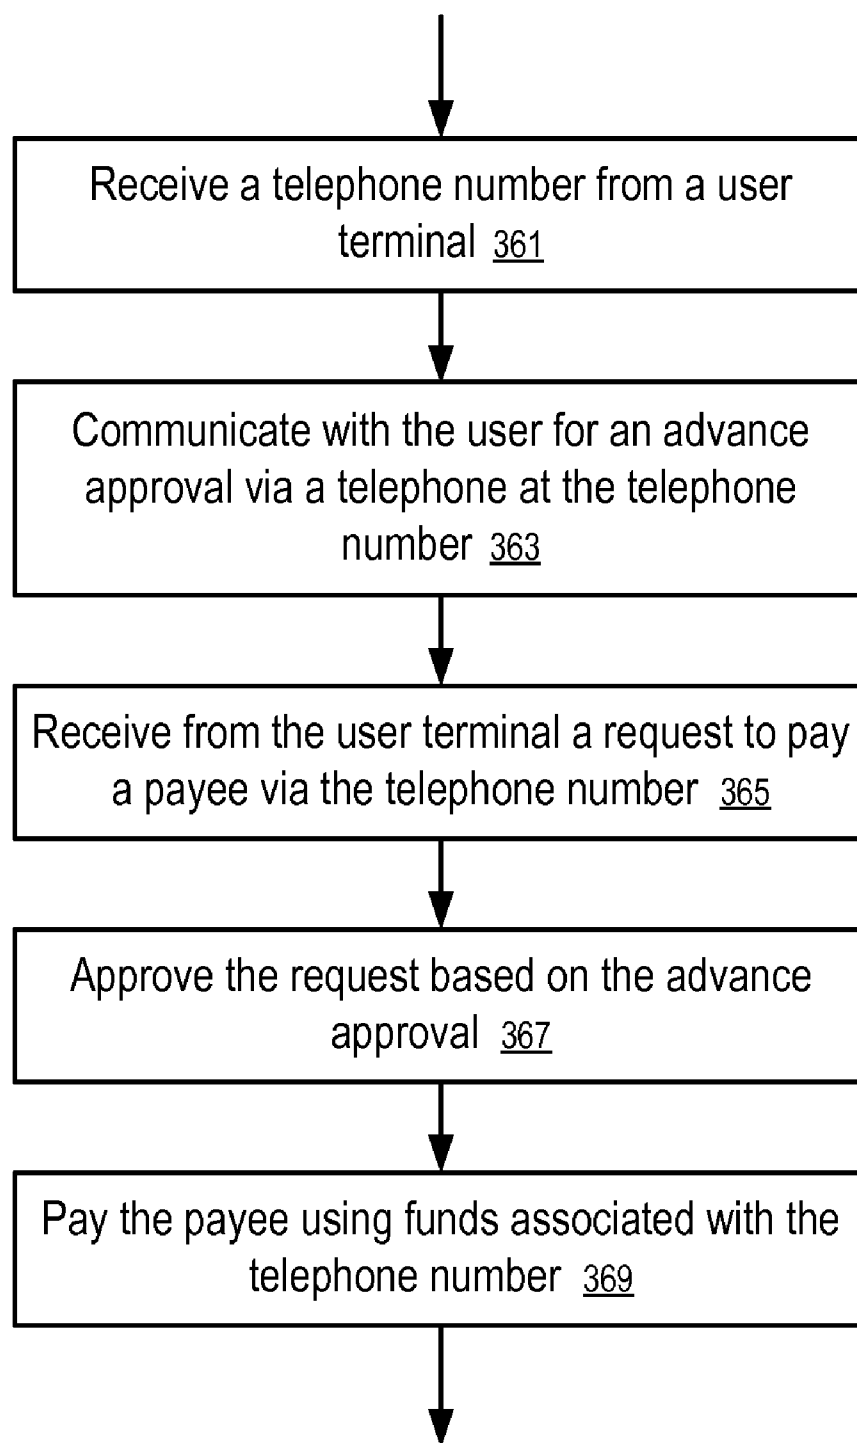 Receive a telephone number from a user
terminal 361
Communicate with the user for an advance
approval via a telephone at the telephone
number 363
Receive from the user terminal a request to pay
a payee via the telephone number 365
Approve the request based on the advance
approval 367
Pay the payee using funds associated with the
telephone number 369